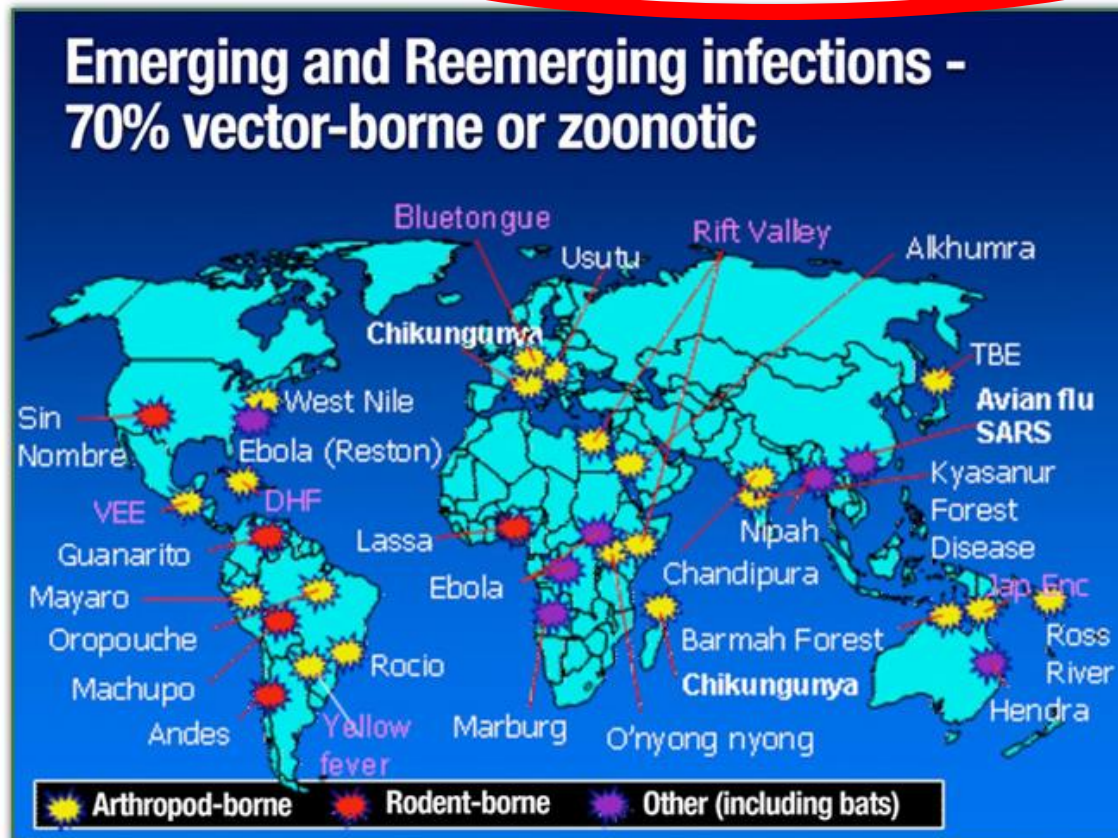 Emerging and Reemerging infections -
70% vector-borne or zoonotic
Bluetongue
Usutu
Rift Valley
Alkhumra
Chikungunya
TBE
Sin
Nombre
West Nile
Ebola (Reston)
Avian flu
SARS
VEE
DHF
Guanarito
Lassa
Nipah
Kyasanur
Forest
Disease
Mayaro
Ebola
Chandipura
Jap Enc
Oropouche
Rocio
Barmah Forest
Ross
River
Machupo
Chikungunya
Hendra
Andes
Yellow
fever
Marburg
O'nyong nyong
Arthropod-borne
Rodent-borne
Other (including bats)